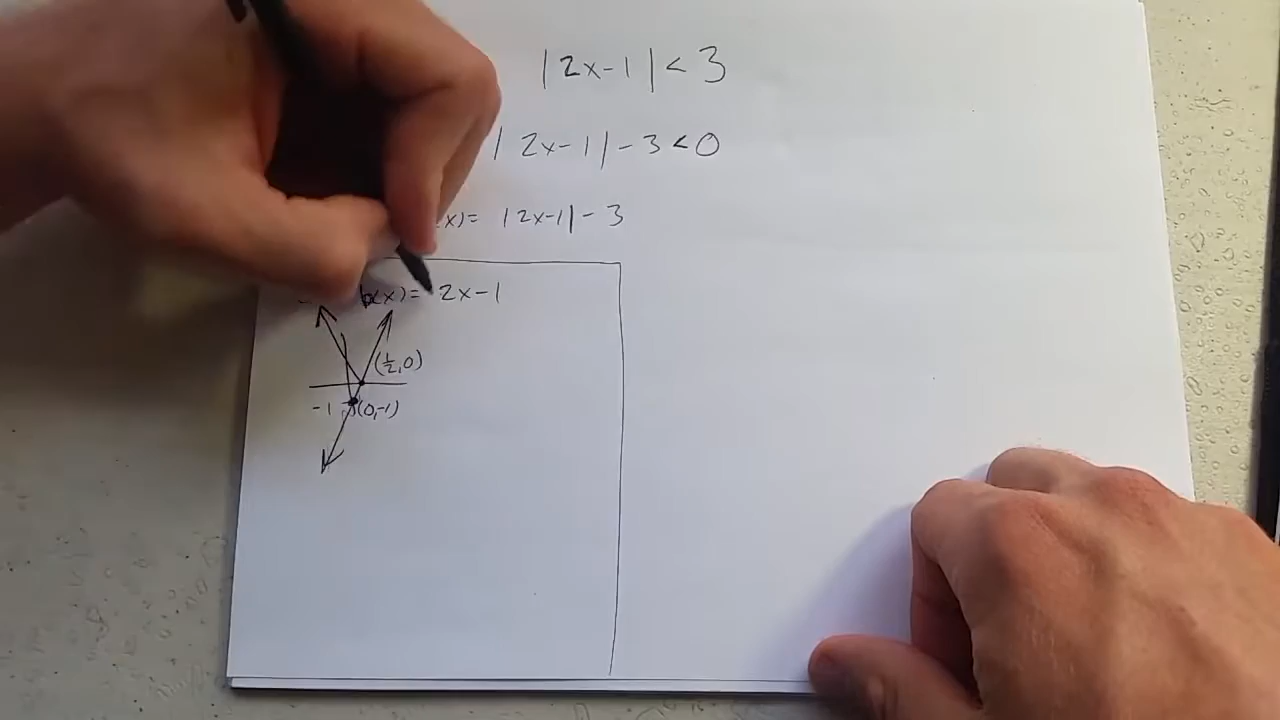 |2x-1| < 3
|2x-1| - 3 < 0
x)= |2x-1| - 3
(x)= 2x-1
(½,0)
-1 (0,-1)